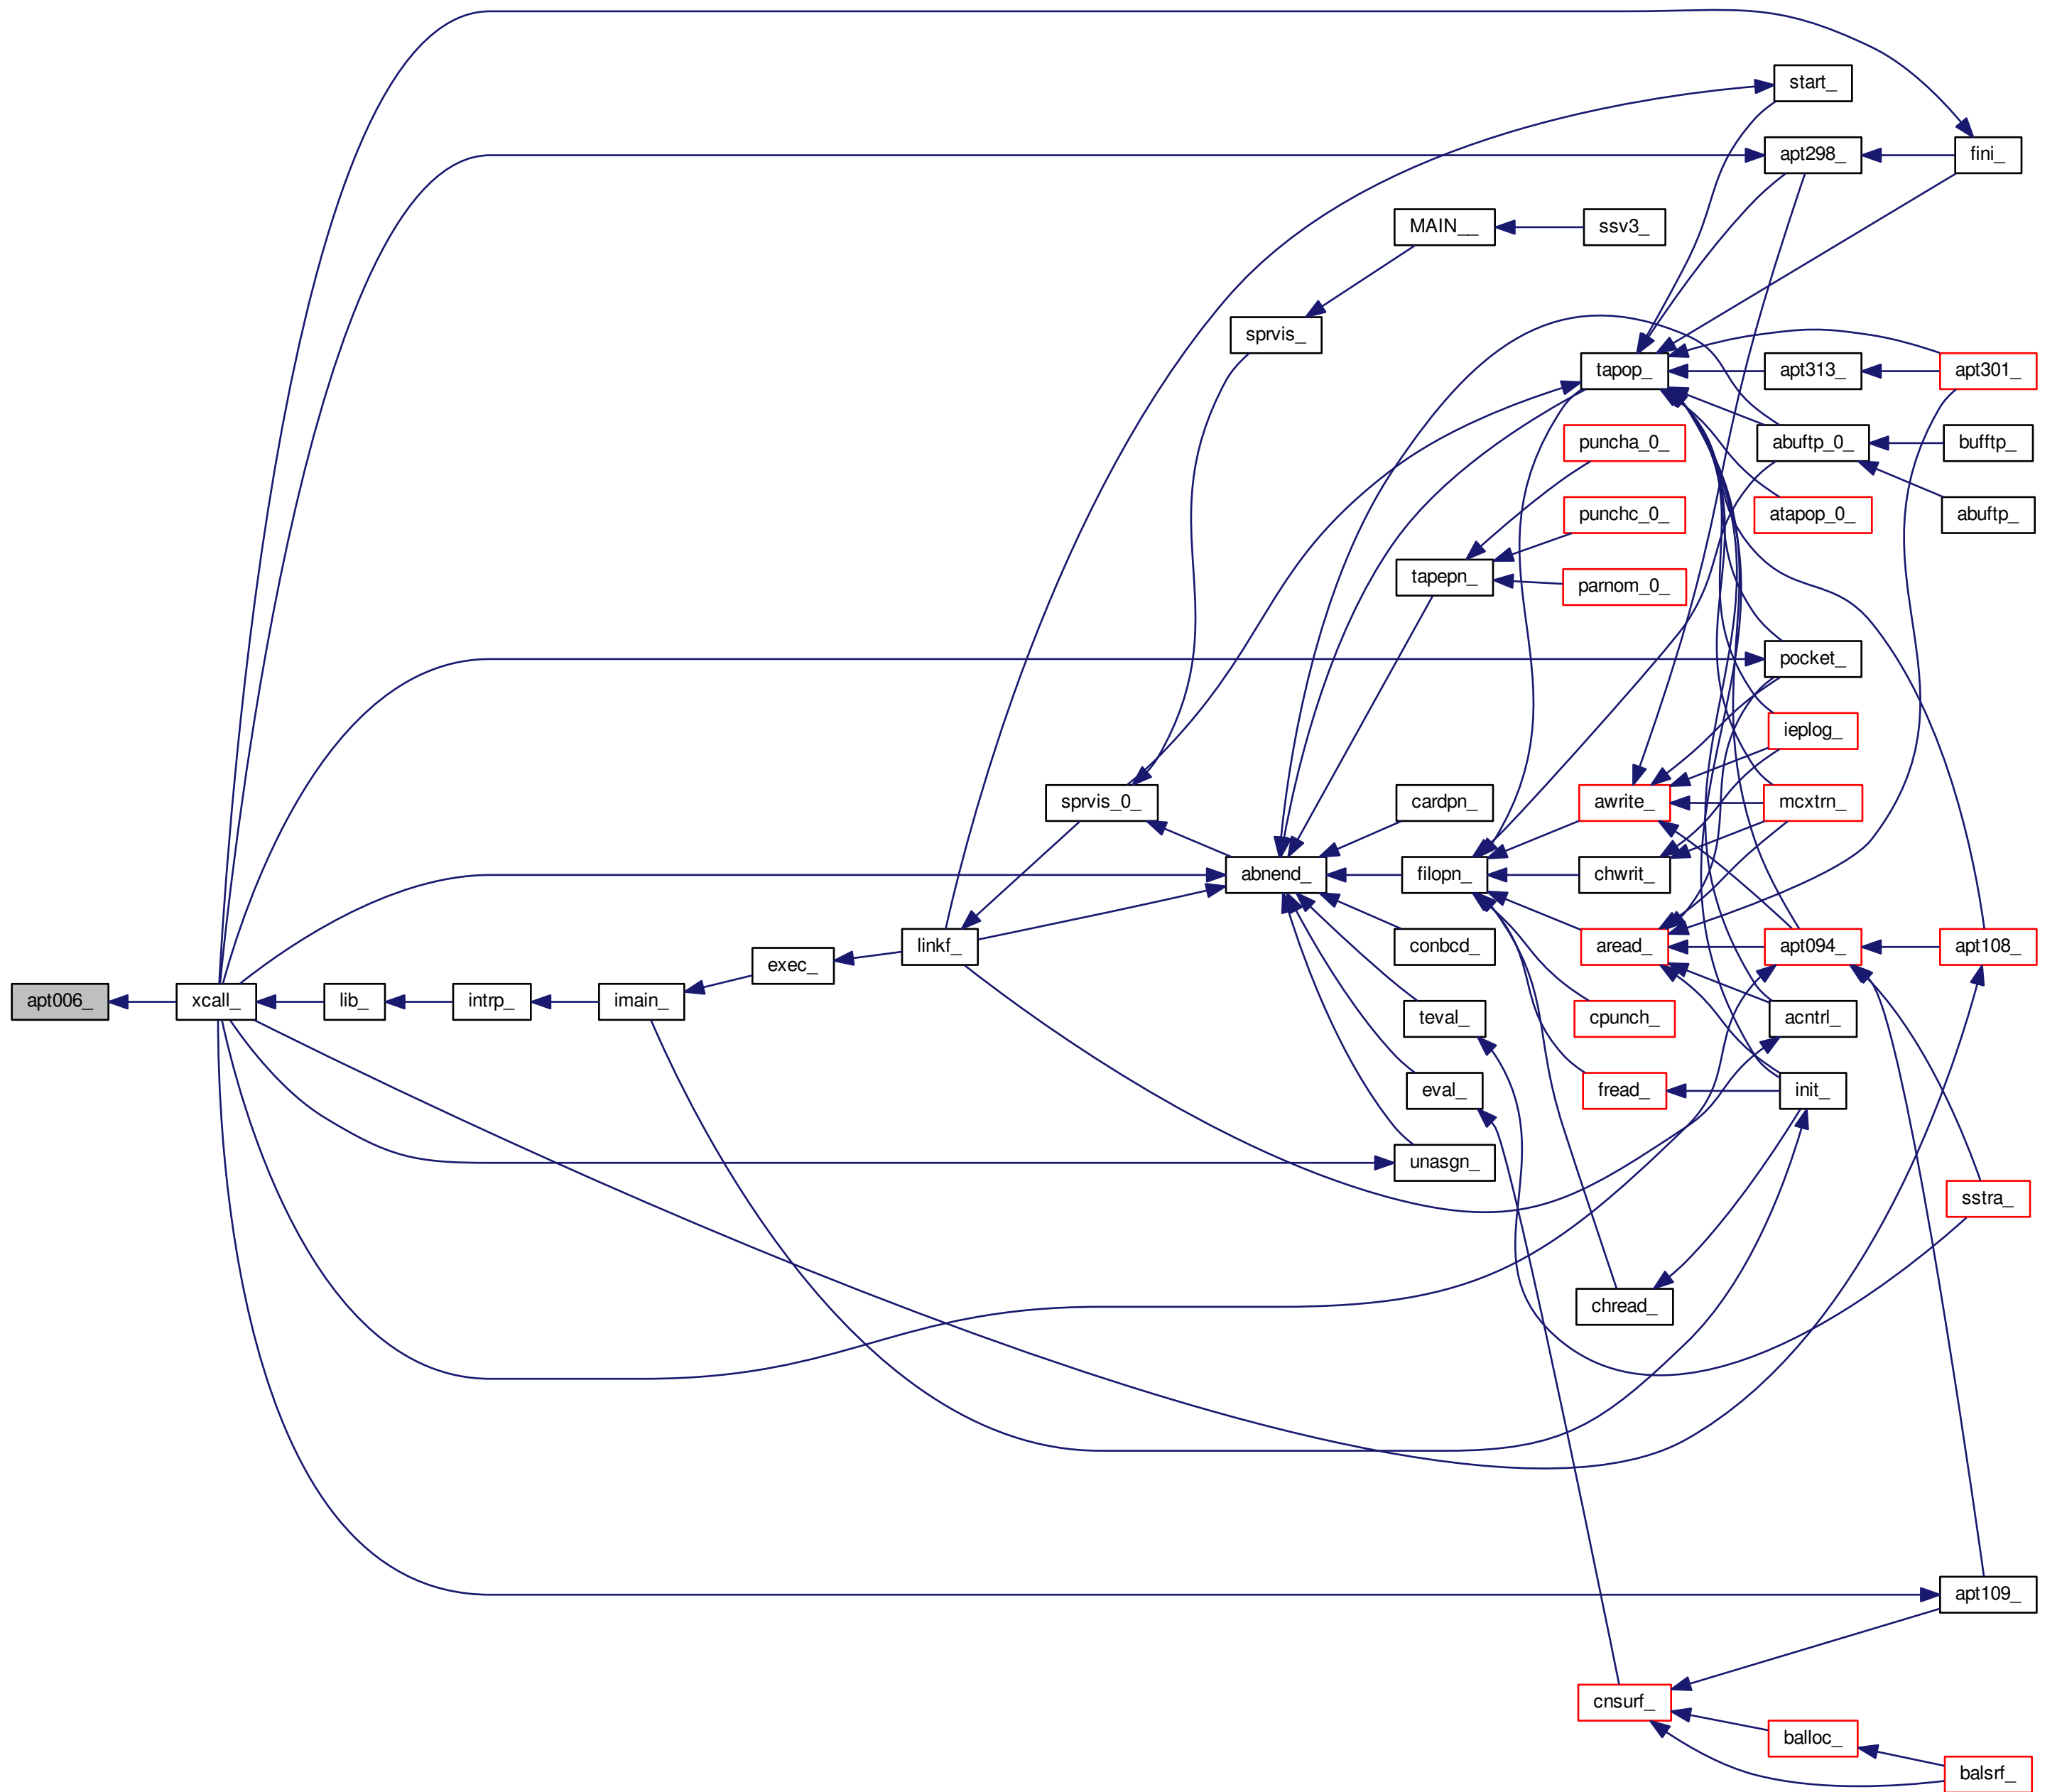 start_
apt298_
fini_
MAIN__
ssv3_
sprvis_
tapop_
apt313_
apt301_
puncha_0_
abuftp_0_
bufftp_
punchc_0_
atapop_0_
abuftp_
tapepn_
parnom_0_
pocket_
ieplog_
sprvis_0_
cardpn_
awrite_
mcxtrn_
abnend_
filopn_
chwrit_
linkf_
conbcd_
aread_
apt094_
apt108_
exec_
apt006_
xcall_
lib_
intrp_
imain_
teval_
cpunch_
acntrl_
eval_
fread_
init_
unasgn_
sstra_
chread_
apt109_
cnsurf_
balloc_
balsrf_